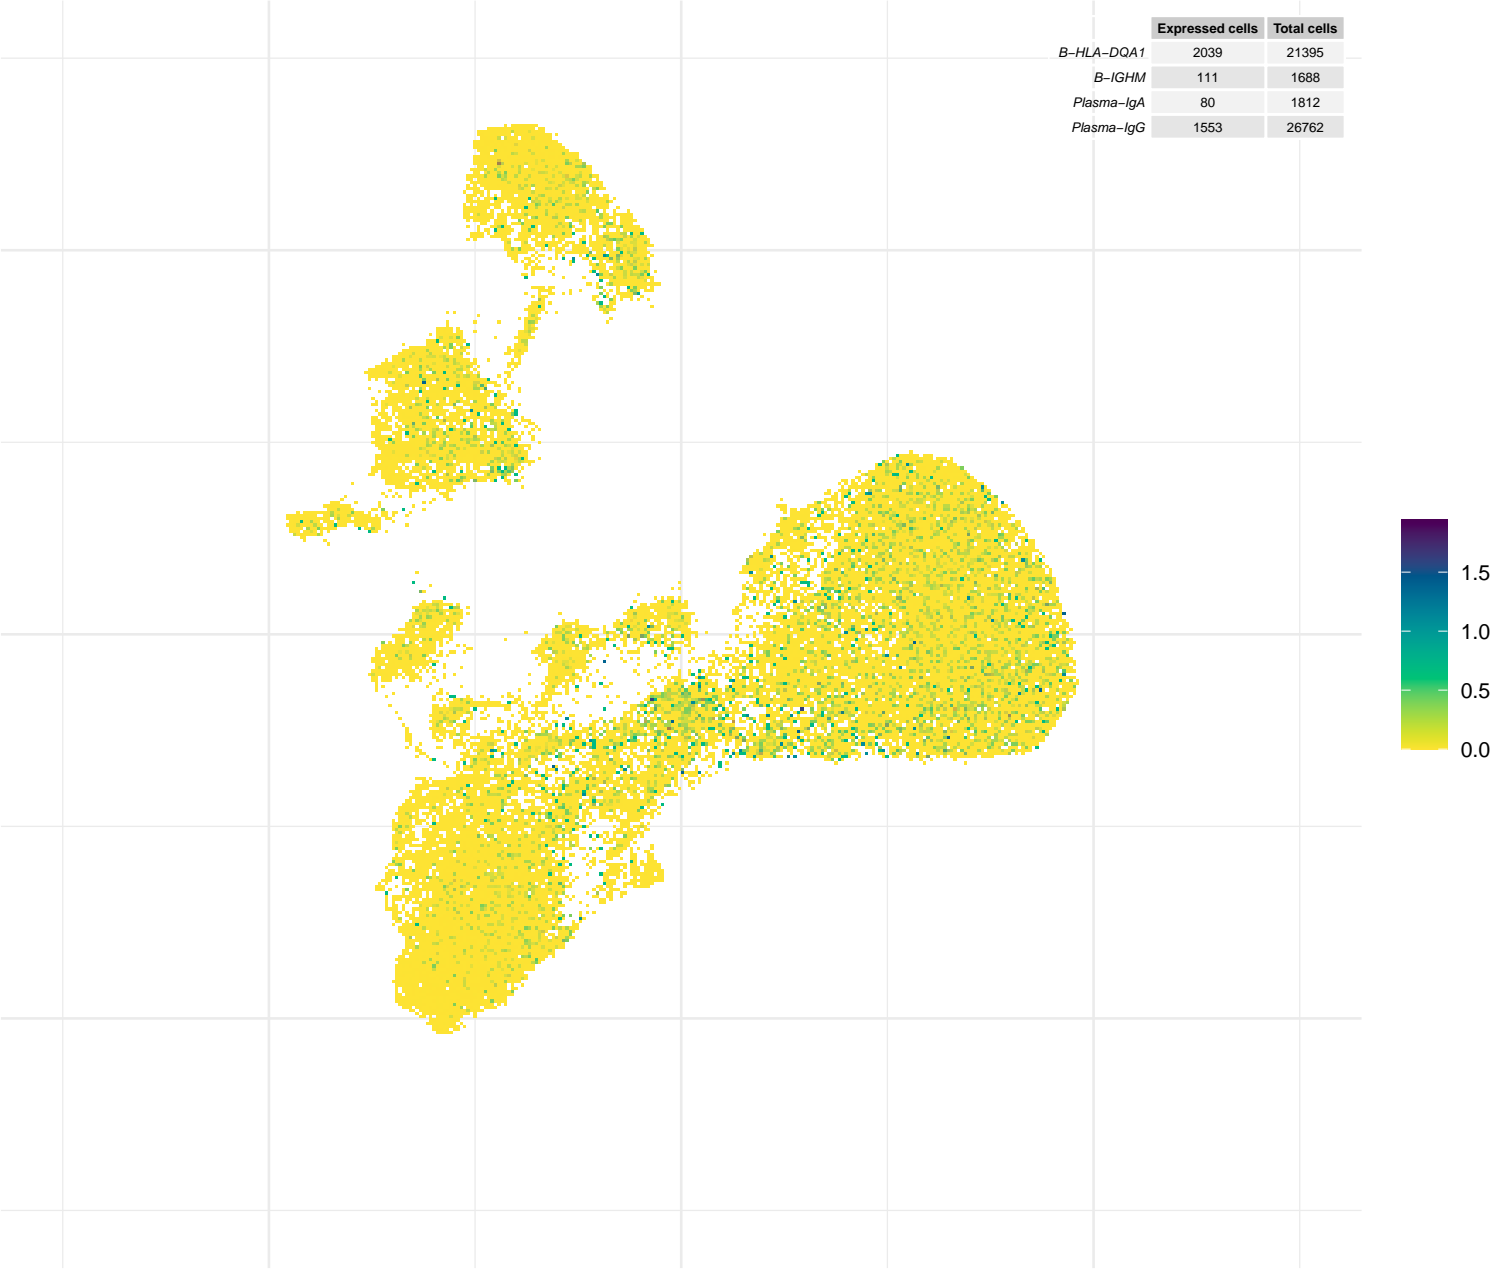 Expressed cells Total cells
B−HLA−DQA1 2039 21395
B−IGHM 111 1688
Plasma−IgA 80 1812
Plasma−IgG 1553 26762
1.5
1.0
0.5
0.0